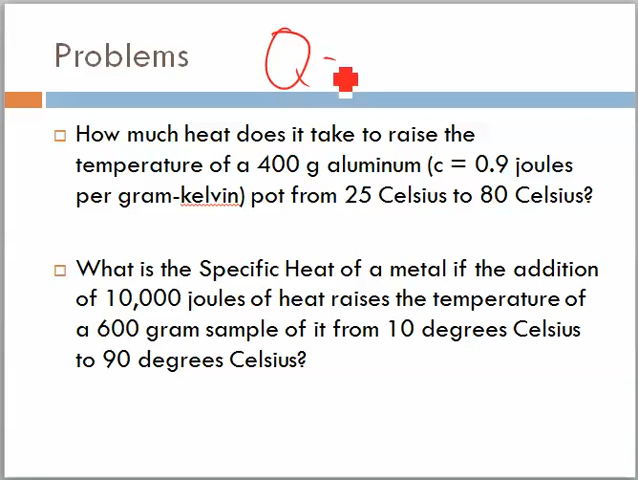 Problems
Q -
How much heat does it take to raise the
temperature of a 400 g aluminum (c = 0.9 joules
per gram-kelvin) pot from 25 Celsius to 80 Celsius?
What is the Specific Heat of a metal if the addition
of 10,000 joules of heat raises the temperature of
a 600 gram sample of it from 10 degrees Celsius
to 90 degrees Celsius?